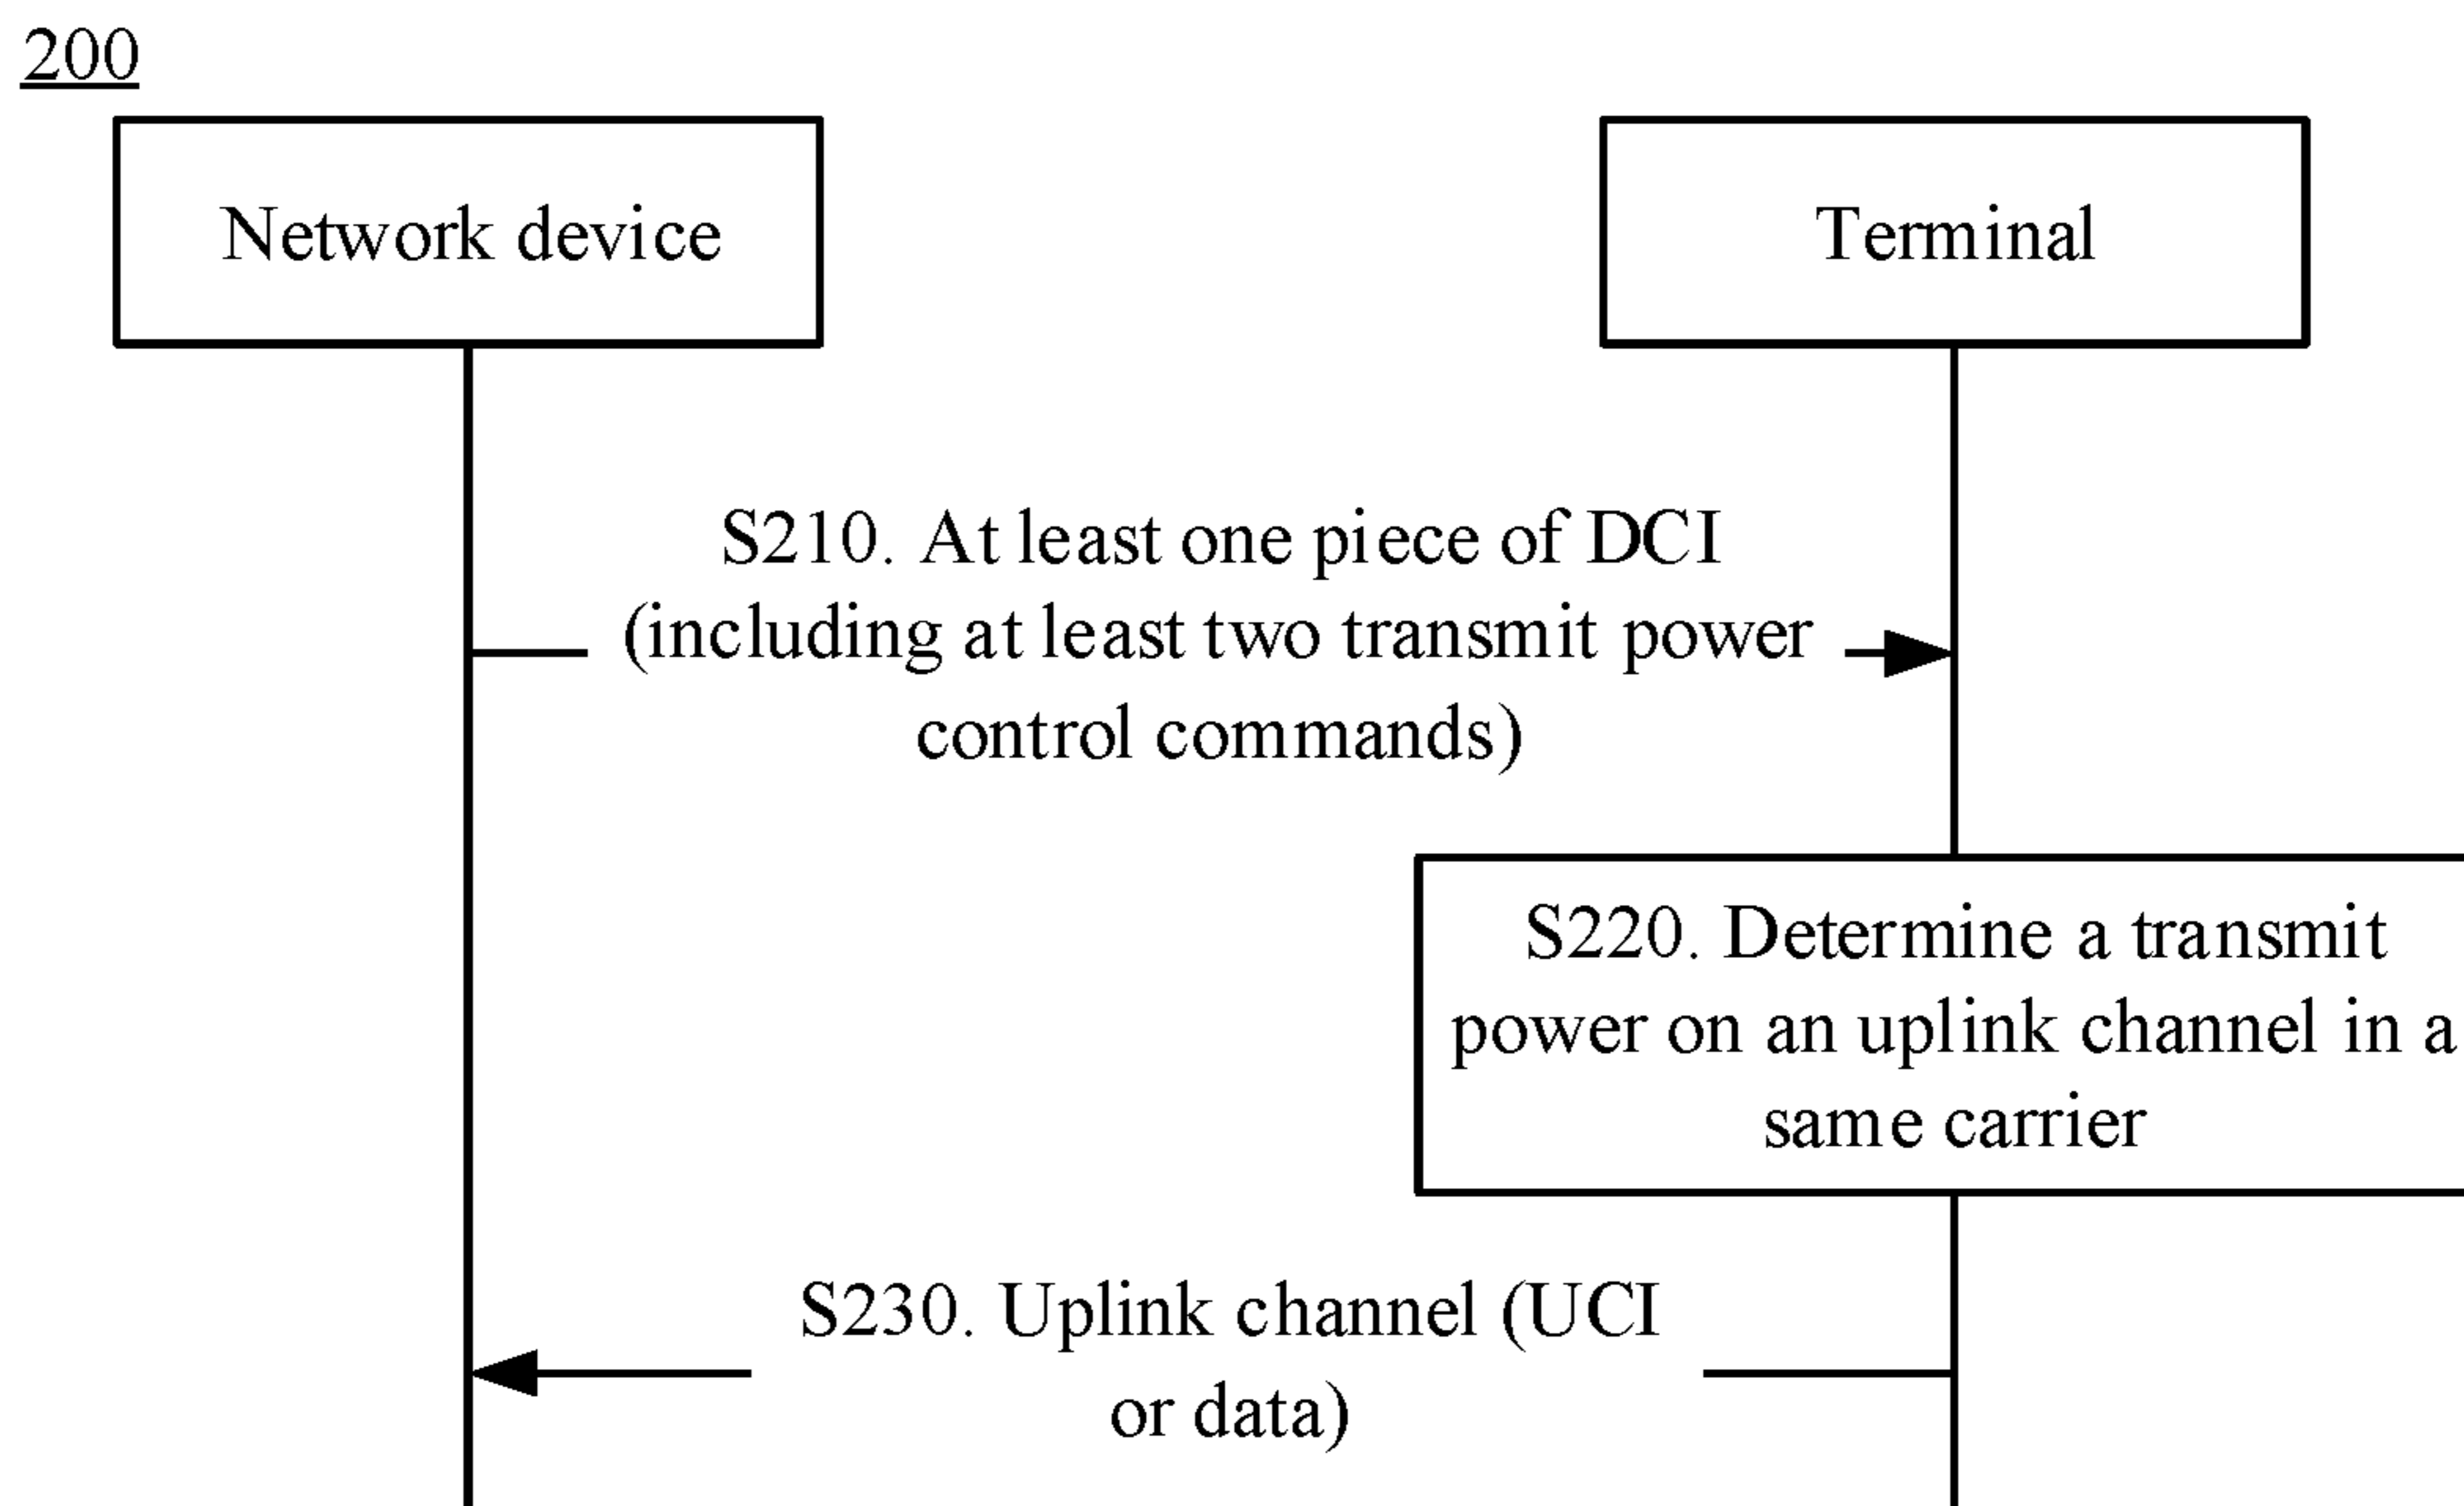 200
Network device
Terminal
S210. At least one piece of DCI
(including at least two transmit power
control commands)
S220. Determine a transmit
power on an uplink channel in a
same carrier
S230. Uplink channel (UCI
or data)